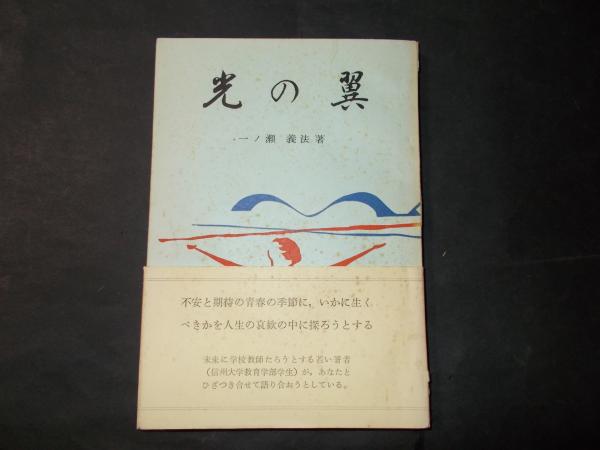 光の翼
一ノ瀬 義法著
不安と期待の青春の季節に，いかに生く
べきかを人生の哀歓の中に探ろうとする
未来に学校教師たろうとする若い著者
（信州大学教育学部学生）が，あなたと
ひざつき合せて語り合おうとしている。